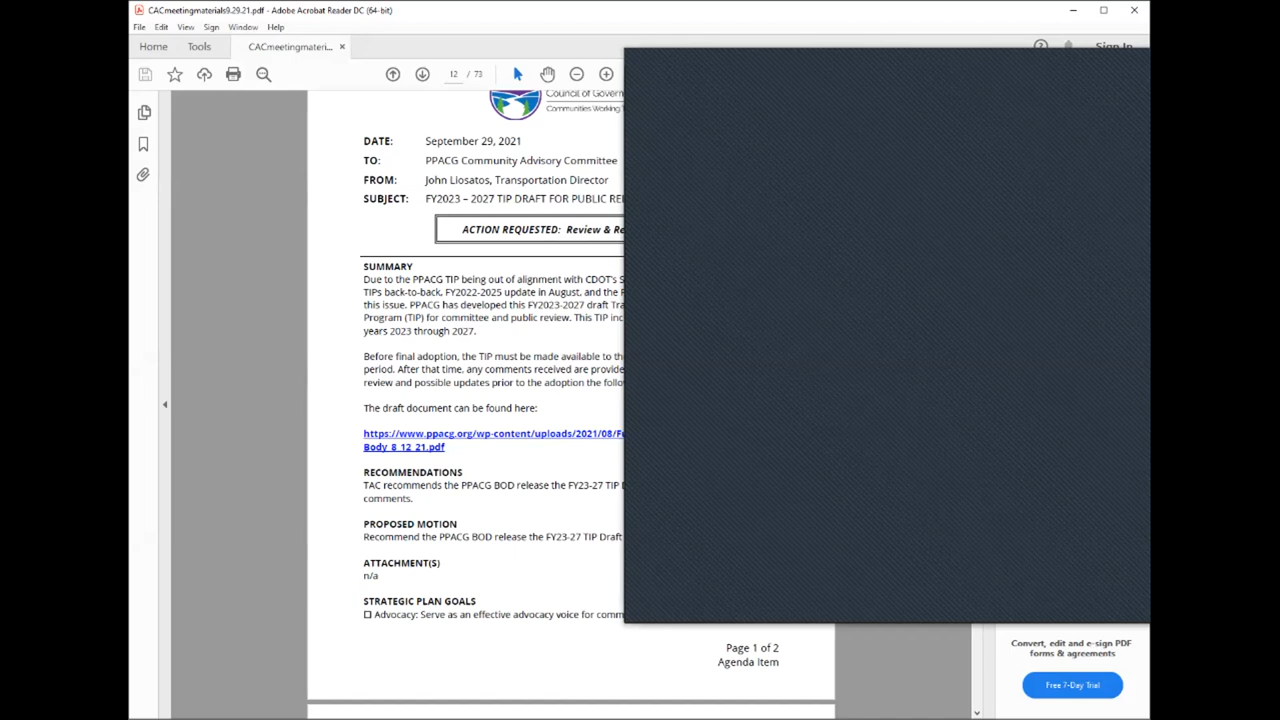 CACmeetingmaterials9.29.21.pdf - Adobe Acrobat Reader DC (64-bit)
File Edit View Sign Window Help
Home Tools CACmeetingmateri... ×
Sign In
12 / 73
Council of
Communities Working
DATE: September 29, 2021
TO: PPACG Community Advisory Committee
FROM: John Liosatos, Transportation Director
SUBJECT: FY2023 – 2027 TIP DRAFT FOR PUBLIC
ACTION REQUESTED: Review &
SUMMARY
Due to the PPACG TIP being out of alignment with CDOT's
TIPs back-to-back, FY2022-2025 update in August, and the
this issue. PPACG has developed this FY2023-2027 draft
Program (TIP) for committee and public review. This TIP
years 2023 through 2027.
Before final adoption, the TIP must be made available to the
period. After that time, any comments received are
review and possible updates prior to the adoption the
The draft document can be found here:
https://www.ppacg.org/wp-content/uploads/2021/08/
Body_8_12_21.pdf
RECOMMENDATIONS
TAC recommends the PPACG BOD release the FY23-27 TIP
comments.
PROPOSED MOTION
Recommend the PPACG BOD release the FY23-27 TIP Draft
ATTACHMENT(S)
n/a
STRATEGIC PLAN GOALS
☐ Advocacy: Serve as an effective advocacy voice for
Page 1 of 2
Agenda Item
Convert, edit and e-sign PDF
forms & agreements
Free 7-Day Trial